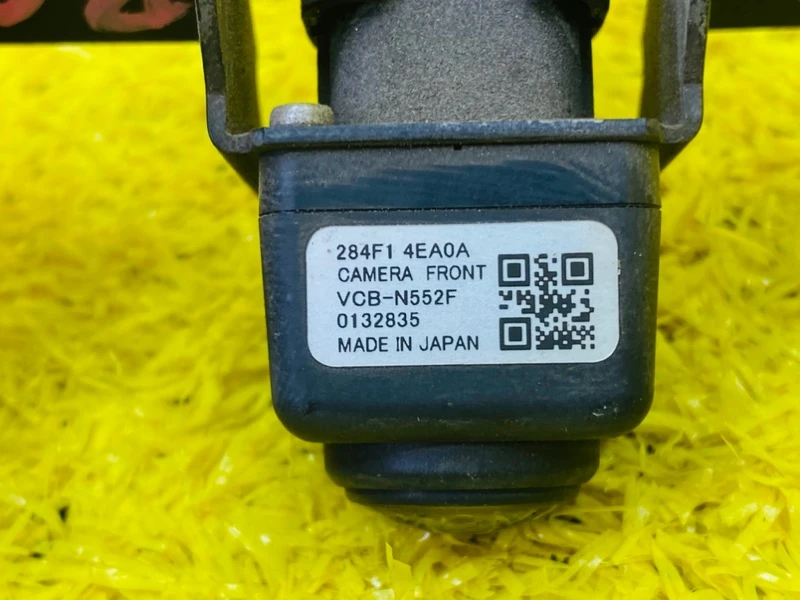 284F1 4EA0A
CAMERA FRONT
VCB-N552F
0132835
MADE IN JAPAN